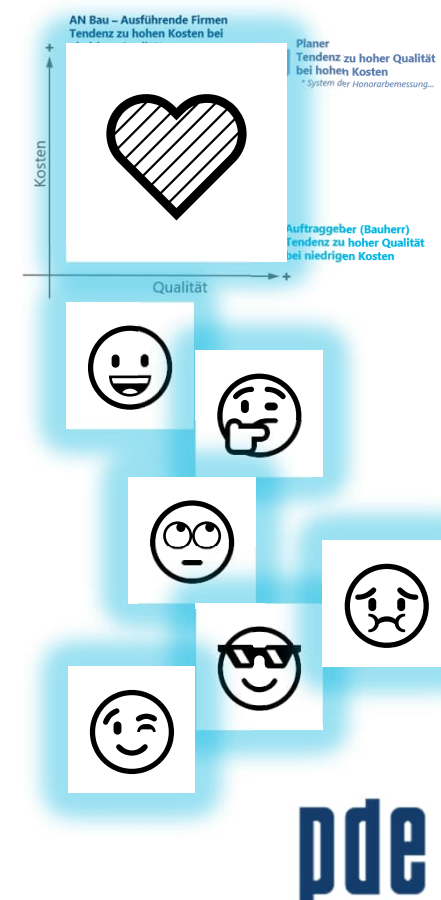 AN Bau – Ausführende Firmen
Tendenz zu hohen Kosten bei
+
Planer
Tendenz zu hoher Qualität
bei hohen Kosten
* System der Honorarbemessung...
Kosten
Auftraggeber (Bauherr)
Tendenz zu hoher Qualität
bei niedrigen Kosten
+
Qualität
pde